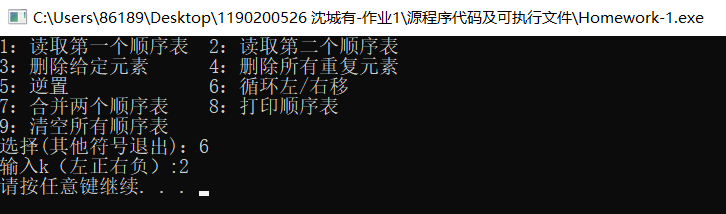 C:\Users\86189\Desktop\1190200526 沈城有-作业1\源程序代码及可执行文件\Homework-1.exe
1: 读取第一个顺序表 2: 读取第二个顺序表
3: 删除给定元素 4: 删除所有重复元素
5: 逆置 6: 循环左/右移
7: 合并两个顺序表 8: 打印顺序表
9: 清空所有顺序表
选择(其他符号退出): 6
输入k（左正右负）:2
请按任意键继续. . .